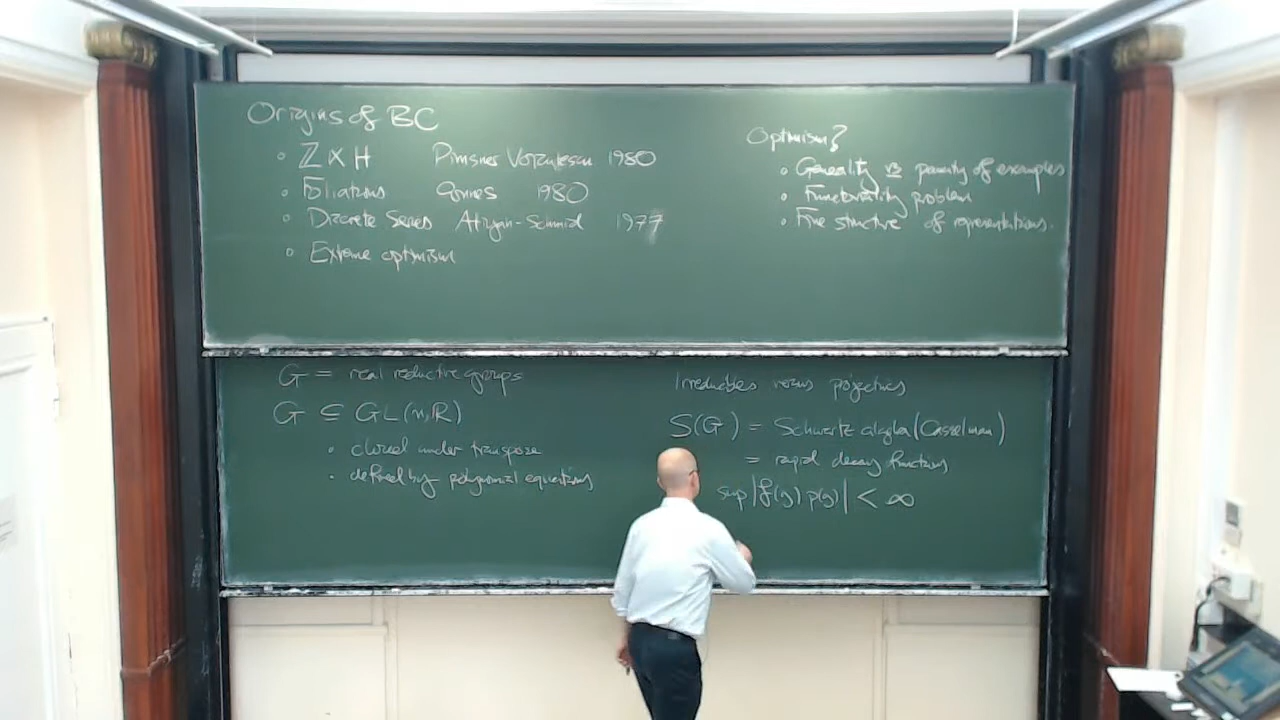 Origins of BC
◦ ℤ ⋊ H Pimsner Voiculescu 1980
◦ Foliations Connes 1980
◦ Discrete Series Atiyah-Schmid 1977
◦ Extreme optimism
Optimism?
◦ Generality vs paucity of examples
◦ Functoriality problem
◦ Fine structure of representations.
G = real reductive groups
G ⊆ GL(n,ℝ)
• closed under transpose
• defined by polynomial equations
Irreducibles versus projectives
S(G) = Schwartz algebra (Casselman)
= rapid decay functions
sup |f(g) p(g)| < ∞